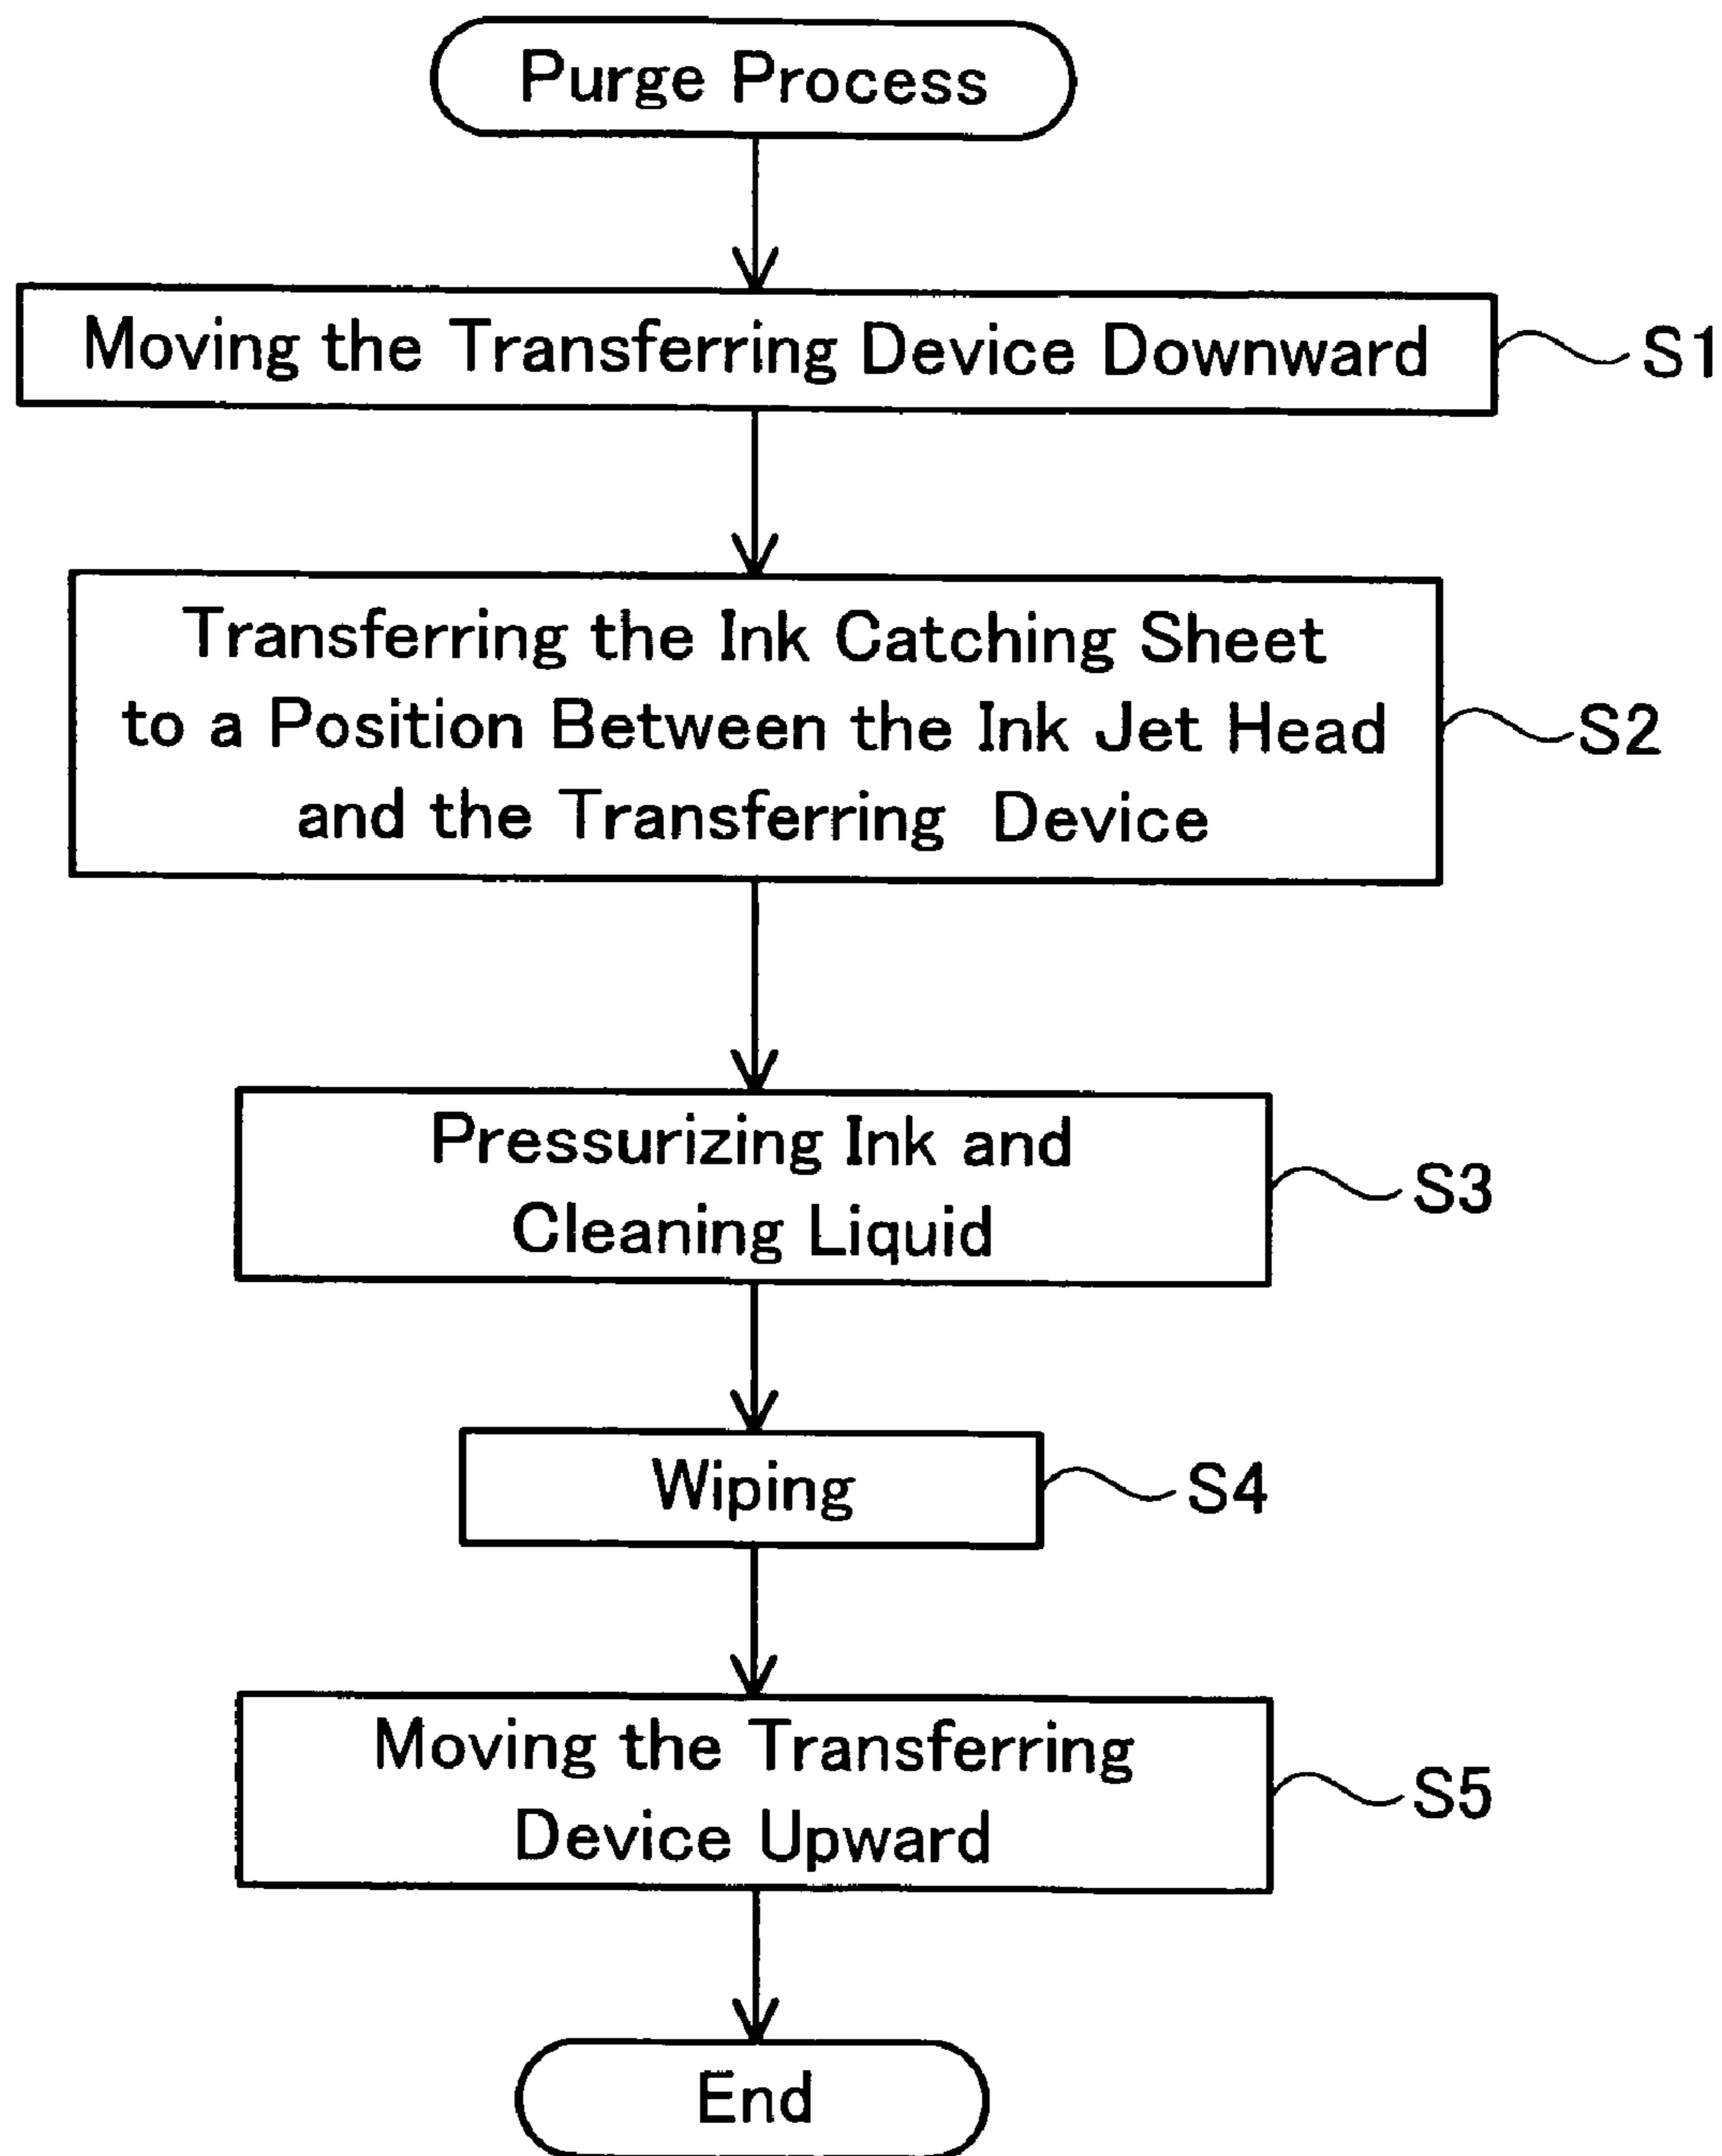 Purge Process
Moving the Transferring Device Downward
S1
Transferring the Ink Catching Sheet
to a Position Between the Ink Jet Head
and the Transferring Device
S2
Pressurizing Ink and
Cleaning Liquid
S3
Wiping
S4
Moving the Transferring
Device Upward
S5
End